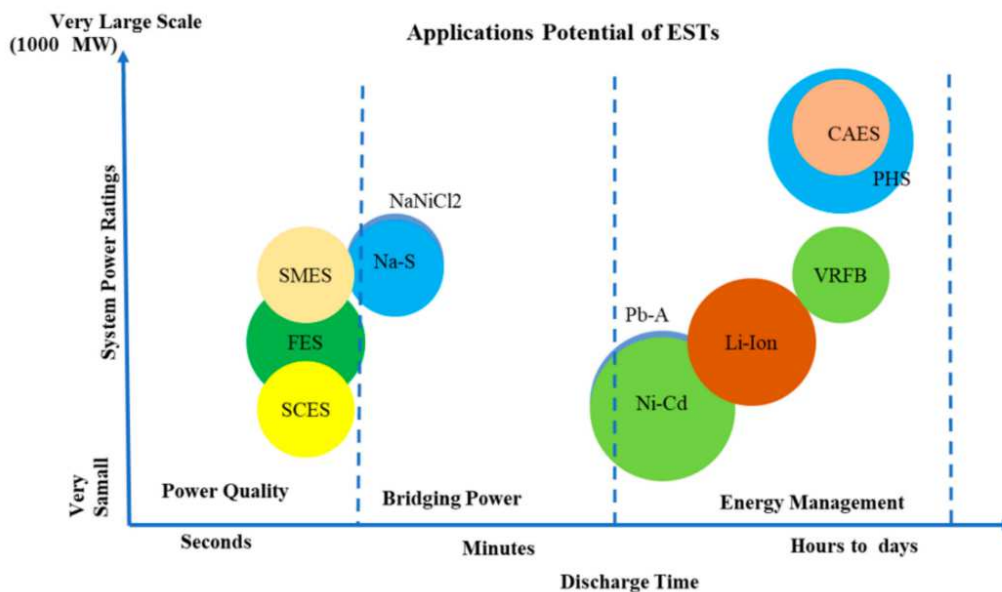 Very Large Scale
(1000 MW)
Applications Potential of ESTs
System Power Ratings
Very
Samall
CAES
PHS
NaNiCl2
Na-S
SMES
VRFB
FES
Pb-A
Li-Ion
SCES
Ni-Cd
Power Quality
Bridging Power
Energy Management
Seconds
Minutes
Hours to days
Discharge Time